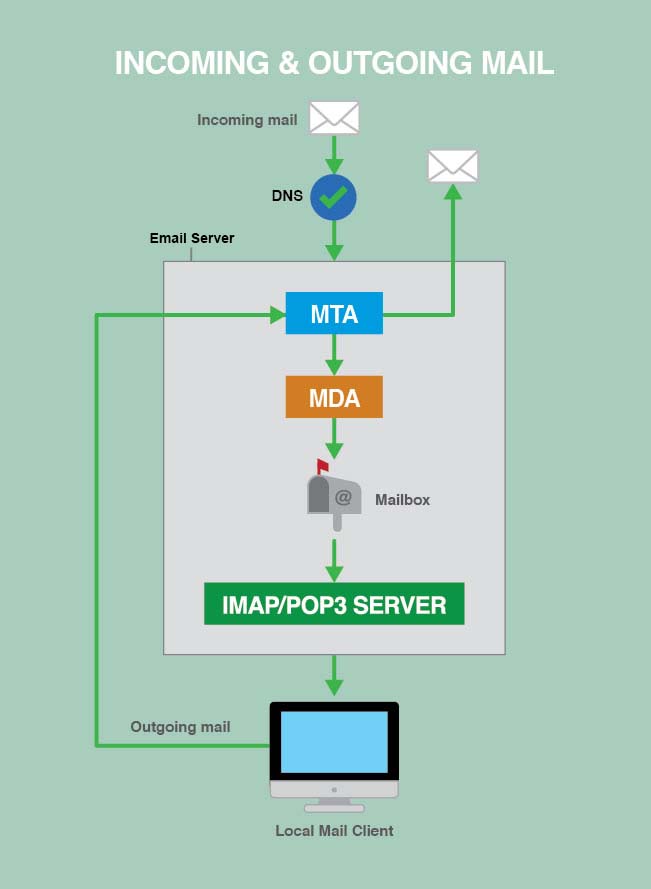 INCOMING & OUTGOING MAIL
Incoming mail
DNS
Email Server
MTA
MDA
@
Mailbox
IMAP/POP3 SERVER
Outgoing mail
Local Mail Client